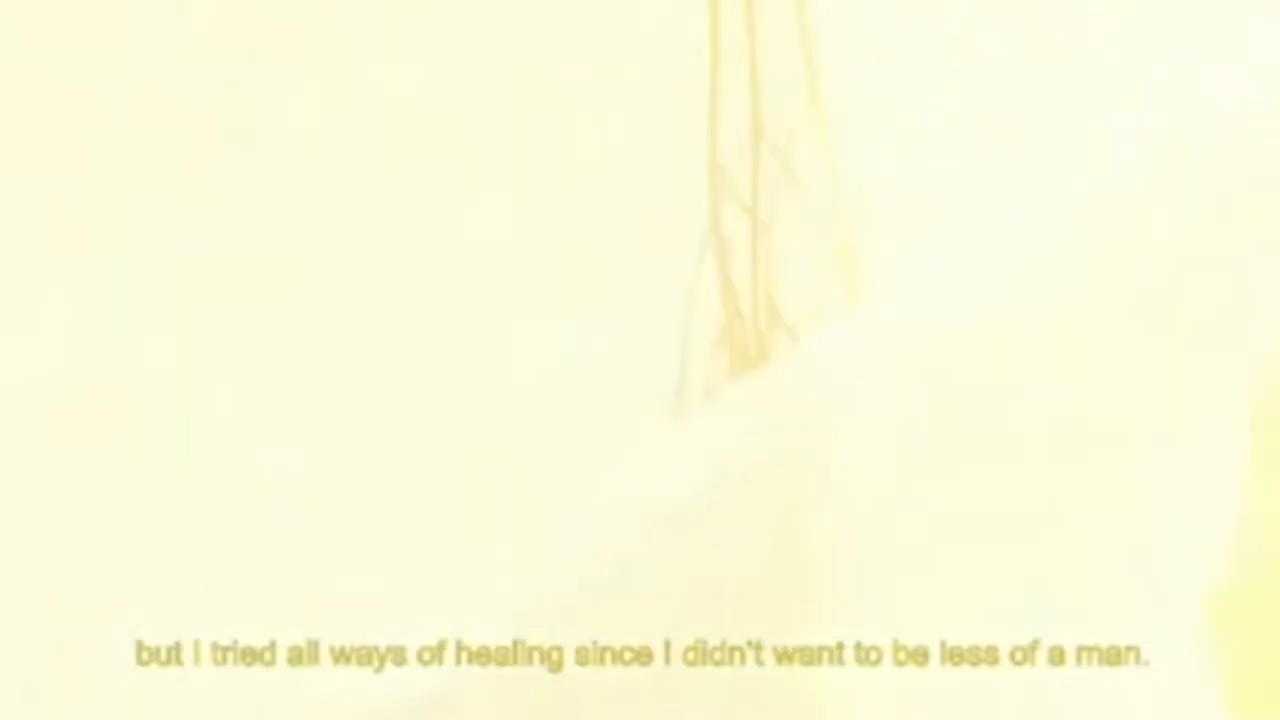 but I tried all ways of healing since I didn't want to be less of a man.